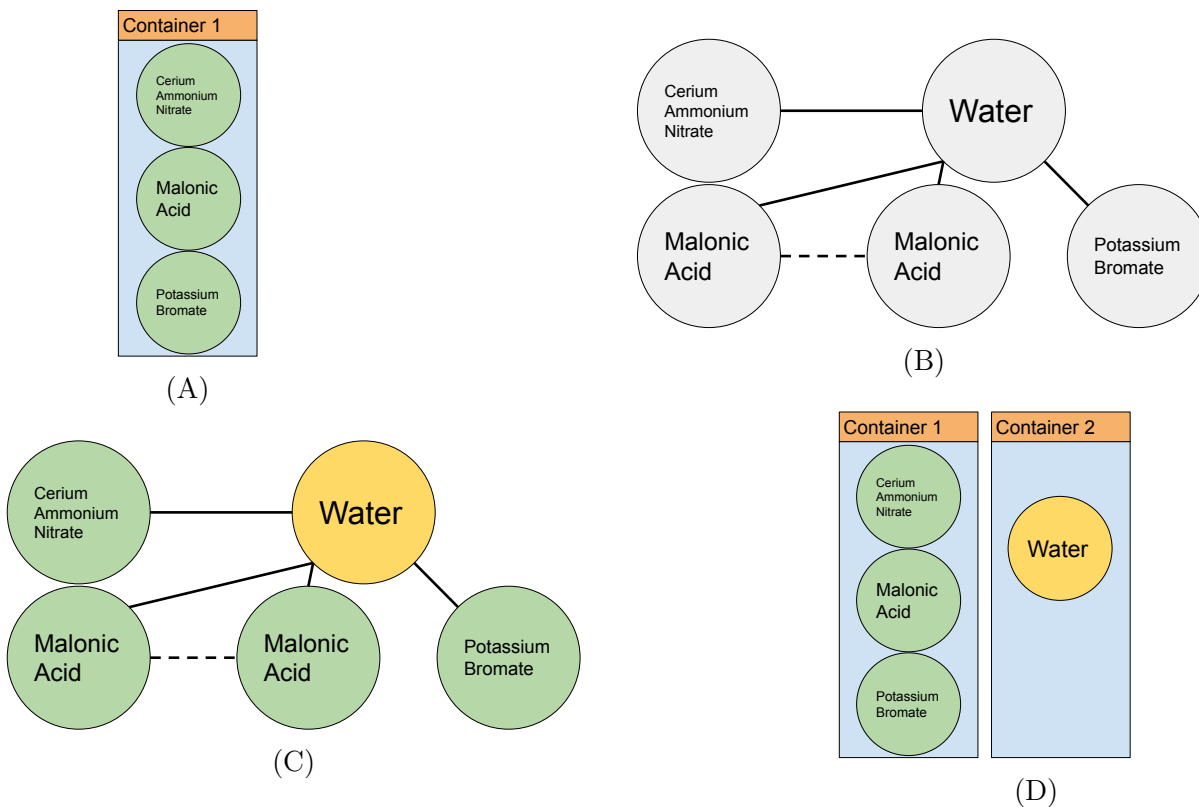 Container 1
Cerium
Ammonium
Nitrate
Malonic
Acid
Potassium
Bromate
(A)
Cerium
Ammonium
Nitrate
Water
Malonic
Acid
Malonic
Acid
Potassium
Bromate
(B)
Cerium
Ammonium
Nitrate
Water
Malonic
Acid
Malonic
Acid
Potassium
Bromate
(C)
Container 1
Cerium
Ammonium
Nitrate
Malonic
Acid
Potassium
Bromate
Container 2
Water
(D)